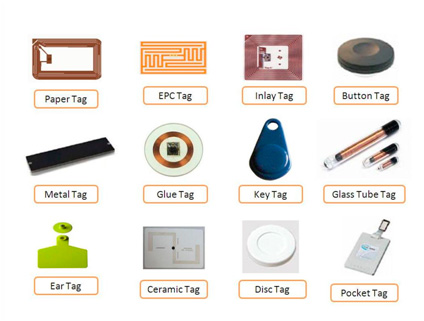 Paper Tag
EPC Tag
Inlay Tag
Button Tag
Metal Tag
Glue Tag
Key Tag
Glass Tube Tag
Ear Tag
Ceramic Tag
Disc Tag
Pocket Tag